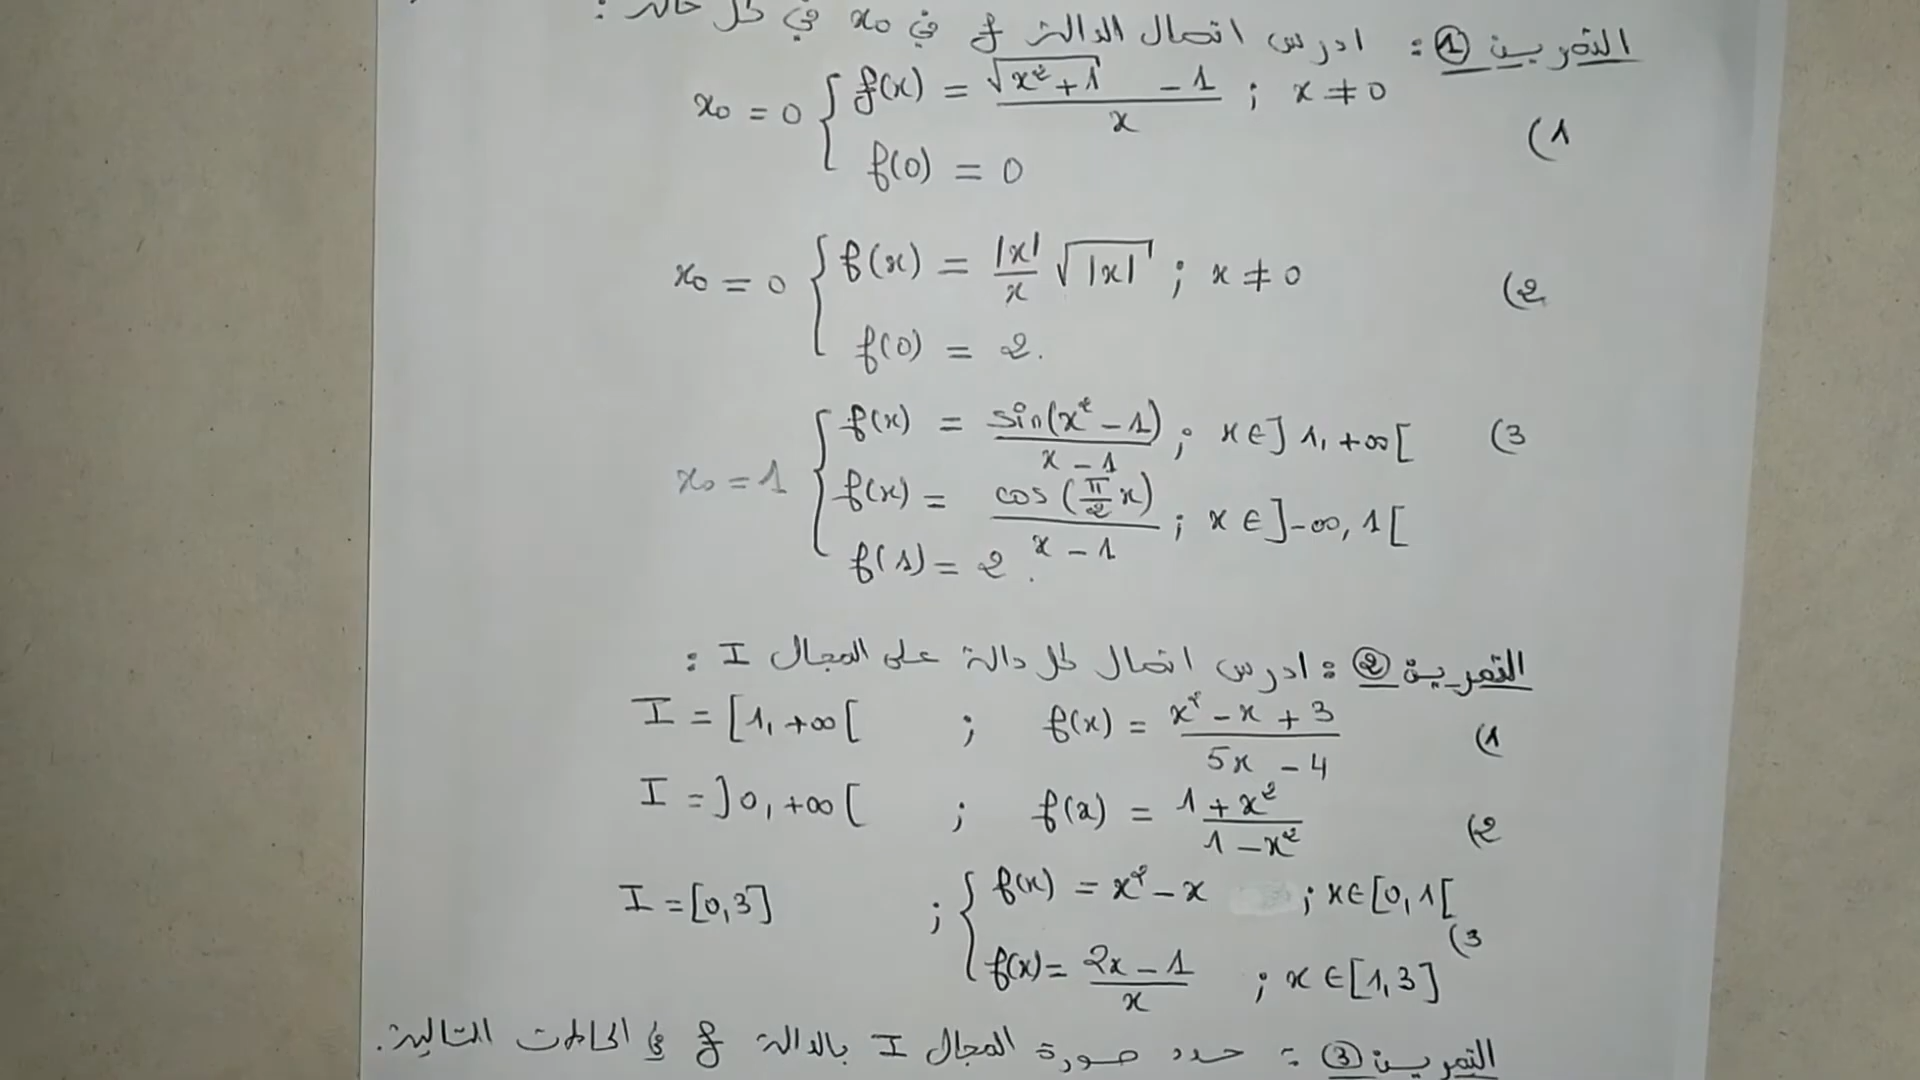 التمرين ①: ادرس اتصال الدالة f في x₀ في كل حالة :
1) x₀ = 0 { f(x) = (√(x²+1) - 1)/x ; x ≠ 0
f(0) = 0
2) x₀ = 0 { f(x) = |x|/x √|x| ; x ≠ 0
f(0) = 2.
3) x₀ = 1 { f(x) = sin(x² - 1)/(x - 1) ; x ∈ ]1, +∞[
f(x) = cos(π/2 x)/(x - 1) ; x ∈ ]-∞, 1[
f(1) = 2.
التمرين ②: ادرس اتصال كل دالة على المجال I :
1) f(x) = (x² - x + 3)/(5x - 4) ; I = [1, +∞[
2) f(x) = (1 + x²)/(1 - x²) ; I = ]0, +∞[
3) { f(x) = x² - x ; x ∈ [0, 1[ ; I = [0, 3]
f(x) = (2x - 1)/x ; x ∈ [1, 3]
التمرين ③: حدد صورة المجال I بالدالة f في الحالات التالية.